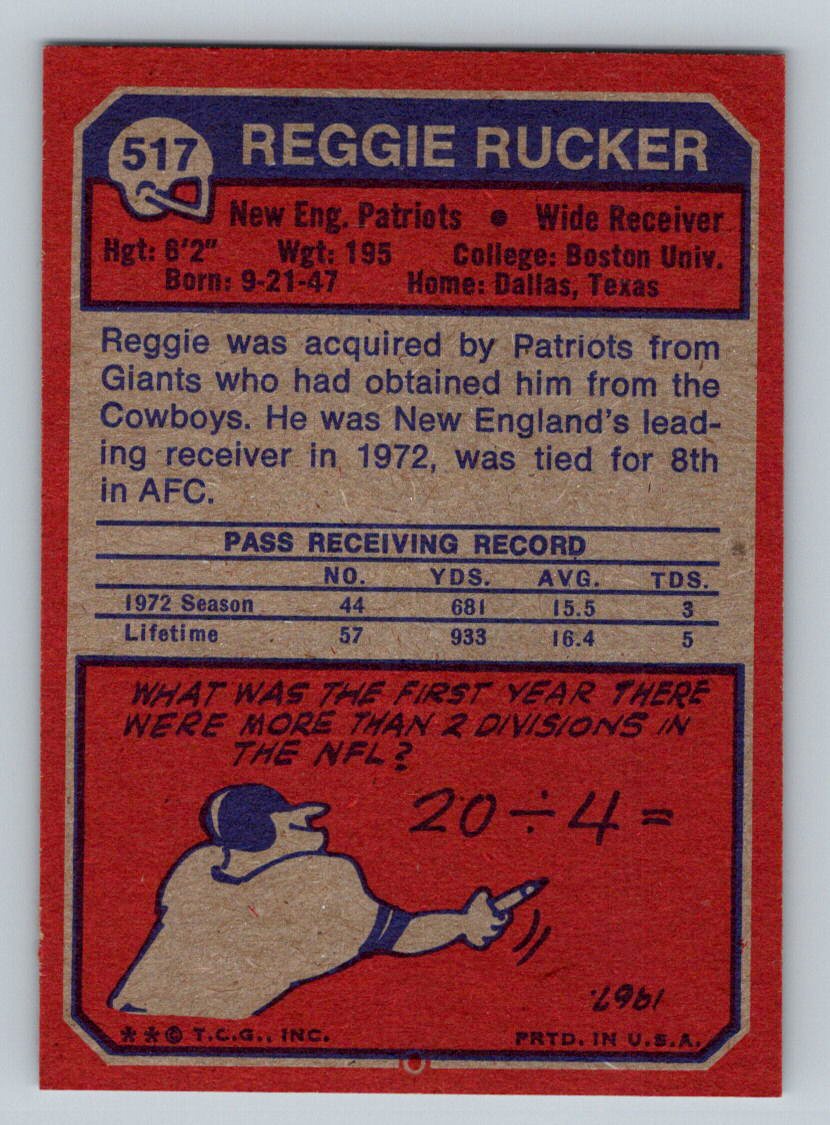 517 REGGIE RUCKER
New Eng. Patriots • Wide Receiver
Hgt: 6'2" Wgt: 195 College: Boston Univ.
Born: 9-21-47 Home: Dallas, Texas
Reggie was acquired by Patriots from
Giants who had obtained him from the
Cowboys. He was New England's lead-
ing receiver in 1972, was tied for 8th
in AFC.
PASS RECEIVING RECORD
NO. YDS. AVG. TDS.
1972 Season 44 681 15.5 3
Lifetime 57 933 16.4 5
WHAT WAS THE FIRST YEAR THERE
WERE MORE THAN 2 DIVISIONS IN
THE NFL?
20 ÷ 4 =
1967.
**© T.C.G., INC. PRTD. IN U.S.A.